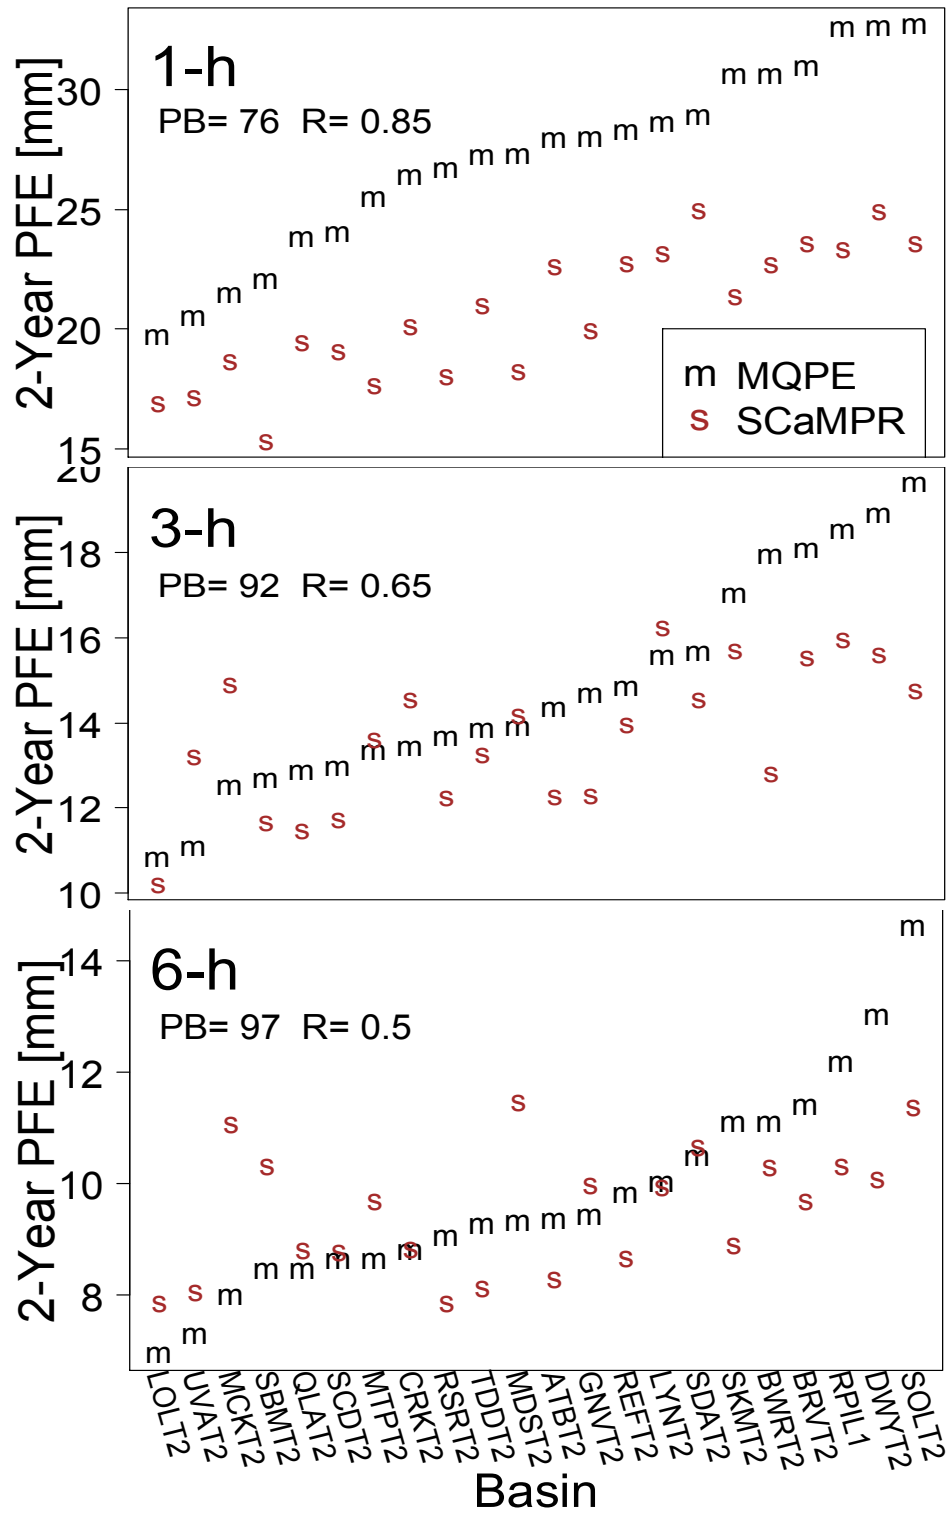 2-Year PFE [mm]
30
25
20
15
1-h
PB= 76 R= 0.85
m MQPE
s SCaMPR
2-Year PFE [mm]
20
18
16
14
12
10
3-h
PB= 92 R= 0.65
2-Year PFE [mm]
14
12
10
8
6-h
PB= 97 R= 0.5
LOLT2
UVAT2
MCKT2
SBMT2
QLAT2
SCDT2
MTPT2
CRKT2
RSRT2
TDDT2
MDST2
ATBT2
GNVT2
REFT2
LYNT2
SDAT2
SKMT2
BWRT2
BRVT2
RPIL1
DWYT2
SOLT2
Basin